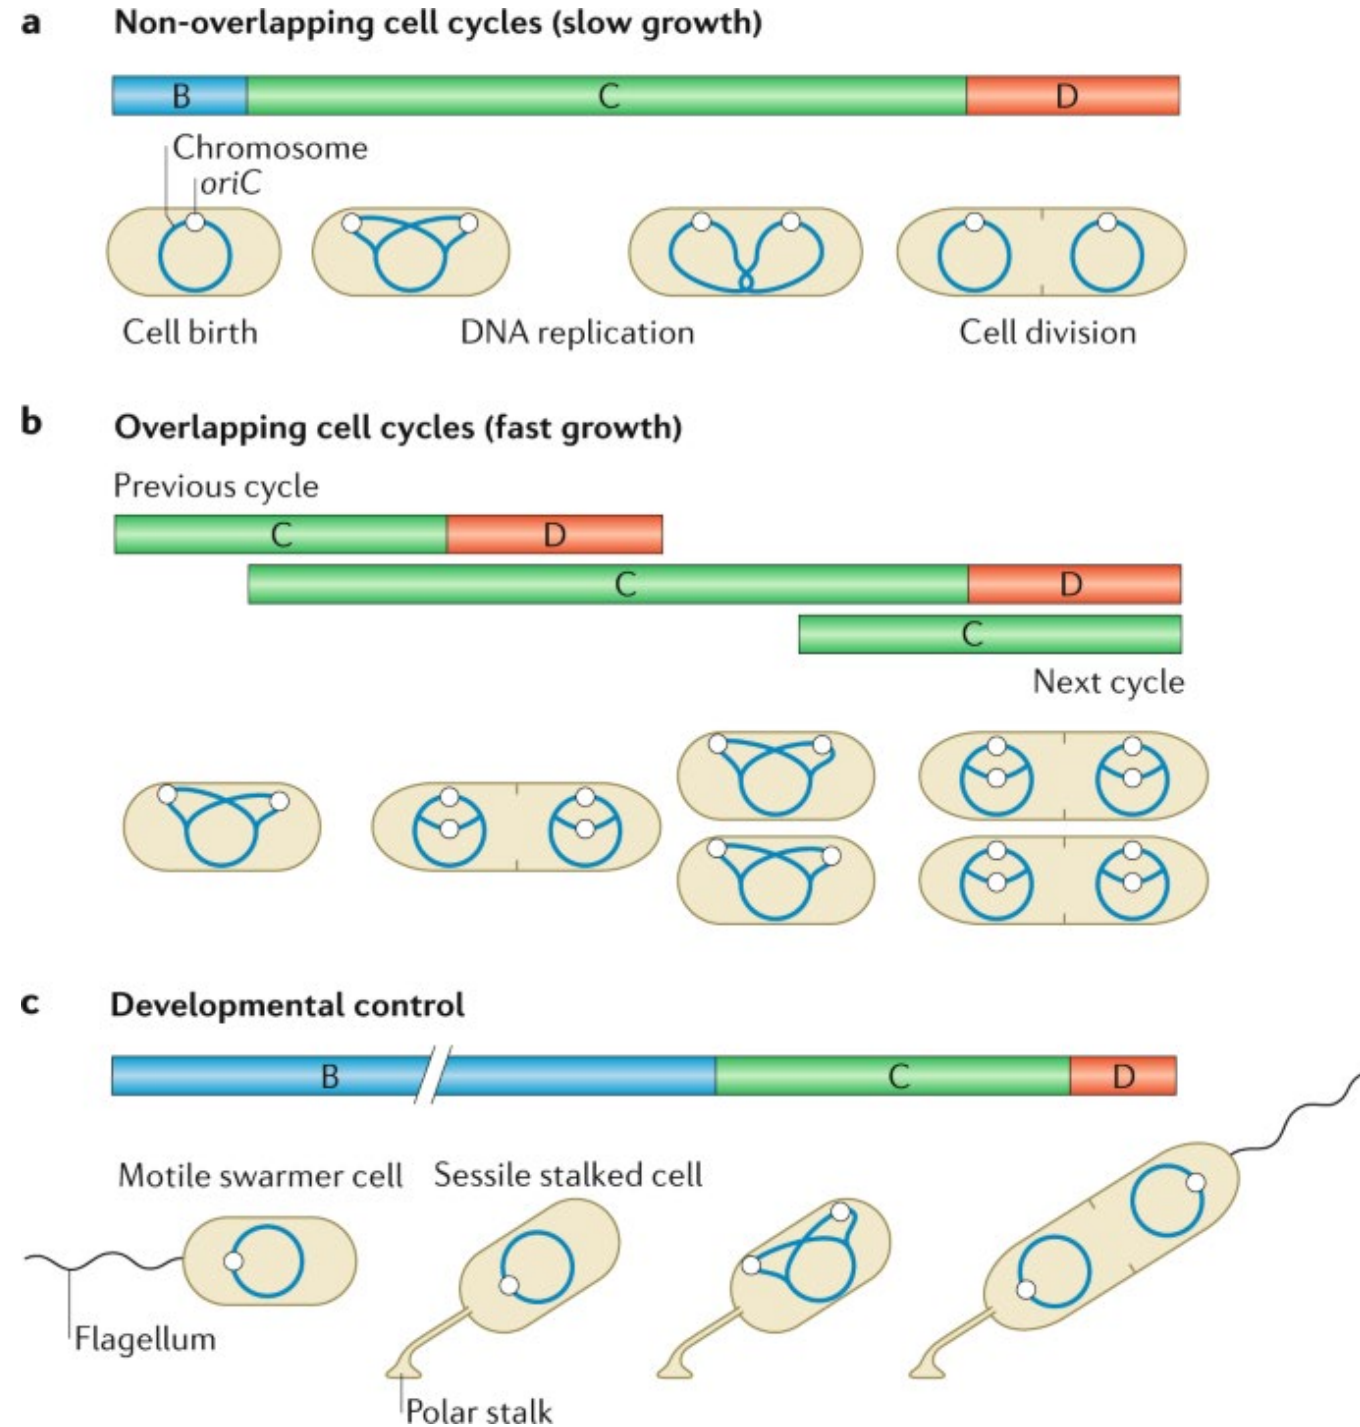 a Non-overlapping cell cycles (slow growth)
B C D
Chromosome
oriC
Cell birth DNA replication Cell division
b Overlapping cell cycles (fast growth)
Previous cycle
C D
C D
C
Next cycle
c Developmental control
B C D
Motile swarmer cell Sessile stalked cell
Flagellum
Polar stalk